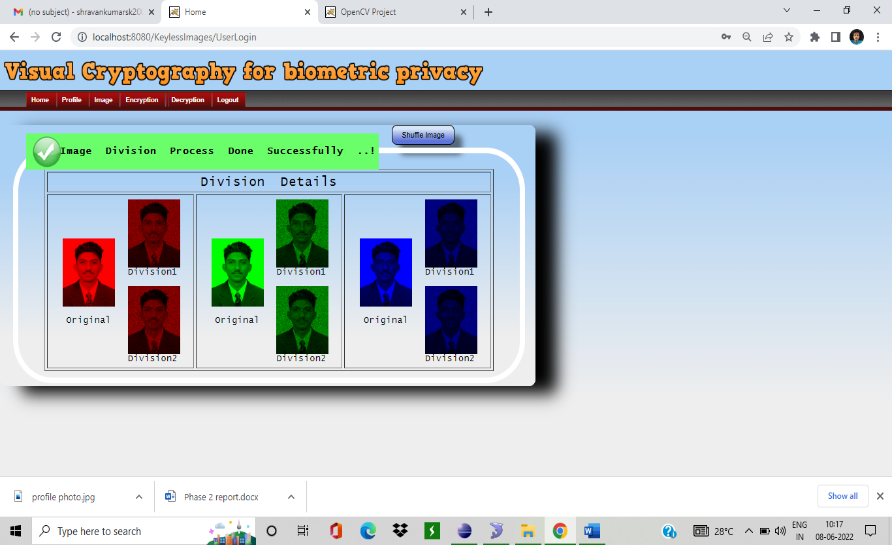 (no subject) - shravankumarsk20
Home
OpenCV Project
localhost:8080/KeylessImages/UserLogin
Visual Cryptography for biometric privacy
Home Profile Image Encryption Decryption Logout
Image Division Process Done Successfully ..!
Shuffle Image
Division Details
Division1
Original
Division2
Division1
Original
Division2
Division1
Original
Division2
profile photo.jpg
Phase 2 report.docx
Show all
Type here to search
28°C
ENG
IN
10:17
08-06-2022